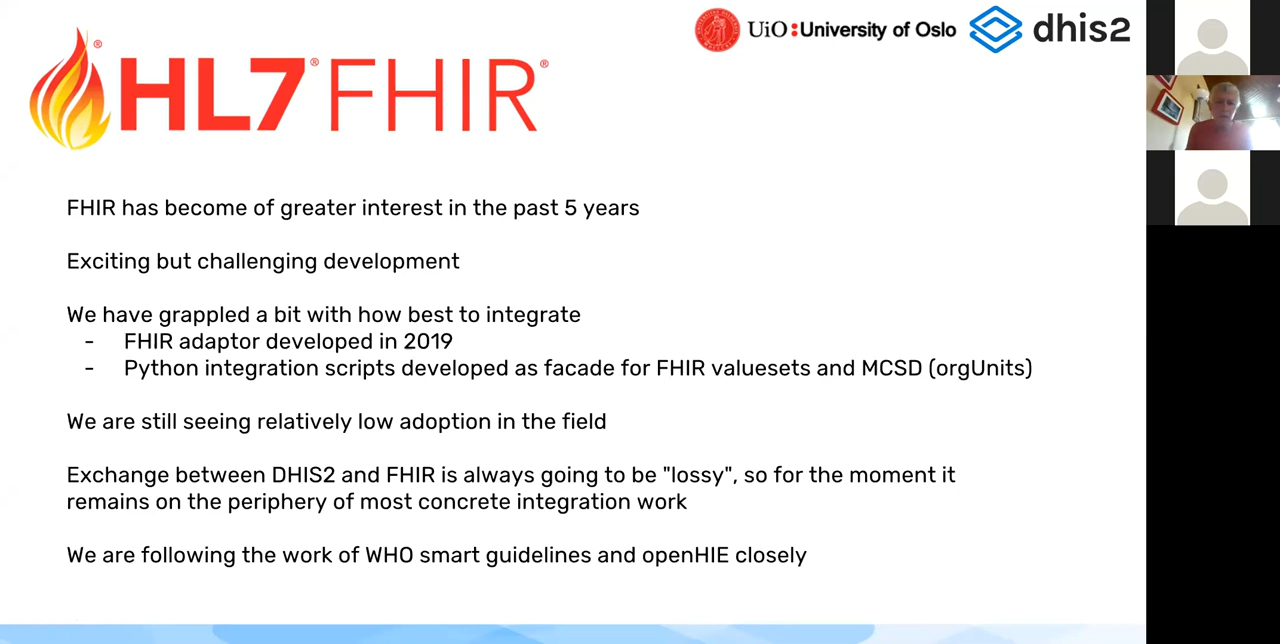 UiO:University of Oslo
dhis2
HL7® FHIR®
FHIR has become of greater interest in the past 5 years
Exciting but challenging development
We have grappled a bit with how best to integrate
- FHIR adaptor developed in 2019
- Python integration scripts developed as facade for FHIR valuesets and MCSD (orgUnits)
We are still seeing relatively low adoption in the field
Exchange between DHIS2 and FHIR is always going to be "lossy", so for the moment it
remains on the periphery of most concrete integration work
We are following the work of WHO smart guidelines and openHIE closely